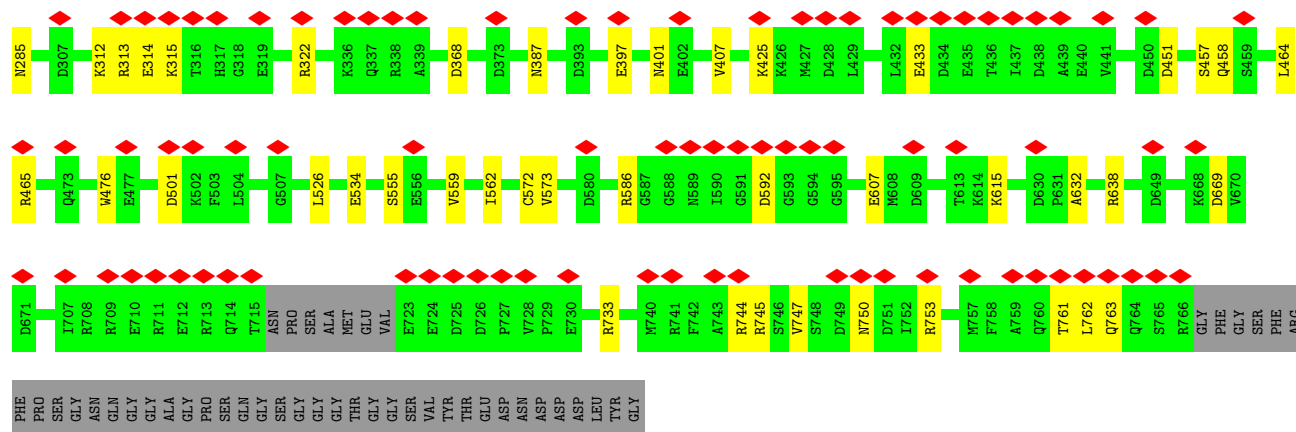 N285 D307 K312 R313 E314 K315 T316 H317 G318 E319 R322 K336 Q337 R338 A339 D368 D373 N387 D393 E397 N401 E402 V407 K425 K426 M427 D428 L429 L432 E433 D434 E435 T436 I437 D438 A439 E440 V441 D450 D451 S457 Q458 S459 L464
R465 Q473 W476 E477 D501 K502 F503 L504 G507 L526 E534 S555 E556 V559 I562 C572 V573 D580 R586 G587 G588 N589 I590 G591 D592 G593 G594 G595 E607 M608 D609 T613 K614 K615 D630 P631 A632 R638 D649 K668 D669 V670
D671 I707 R708 R709 E710 R711 E712 R713 Q714 T715 ASN PRO SER ALA MET GLU VAL E723 E724 D725 D726 P727 V728 P729 E730 R733 M740 R741 F742 A743 R744 R745 S746 V747 S748 D749 N750 D751 I752 R753 M757 F758 A759 Q760 T761 L762 Q763 Q764 S765 R766 GLY PHE GLY SER PHE ARG
PHE PRO SER GLY ASN GLN GLY GLY ALA GLY PRO SER GLN GLY SER GLY GLY GLY THR GLY GLY SER VAL TYR THR GLU ASP ASN ASP ASP ASP LEU TYR GLY